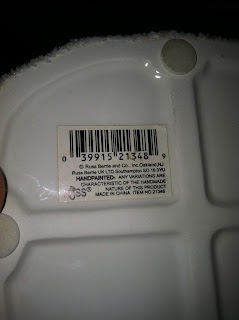 0 39915 21348 9
© Russ Berrie and Co., Inc. Oakland, NJ
Russ Berrie UK LTD Southampton SO 16 0YU
HANDPAINTED- ANY VARIATIONS ARE
CHARACTERISTIC OF THE HANDMADE
NATURE OF THIS PRODUCT
MADE IN CHINA ITEM NO 21348